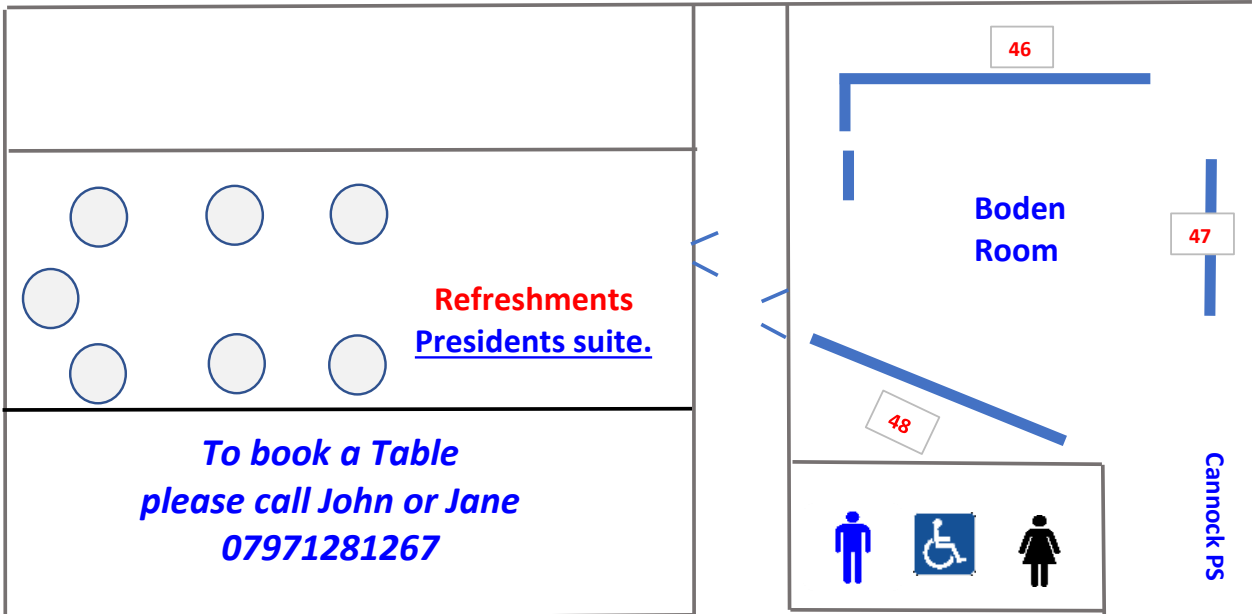 46
Boden
Room
47
Refreshments
Presidents suite.
48
To book a Table
please call John or Jane
07971281267
Cannock PS